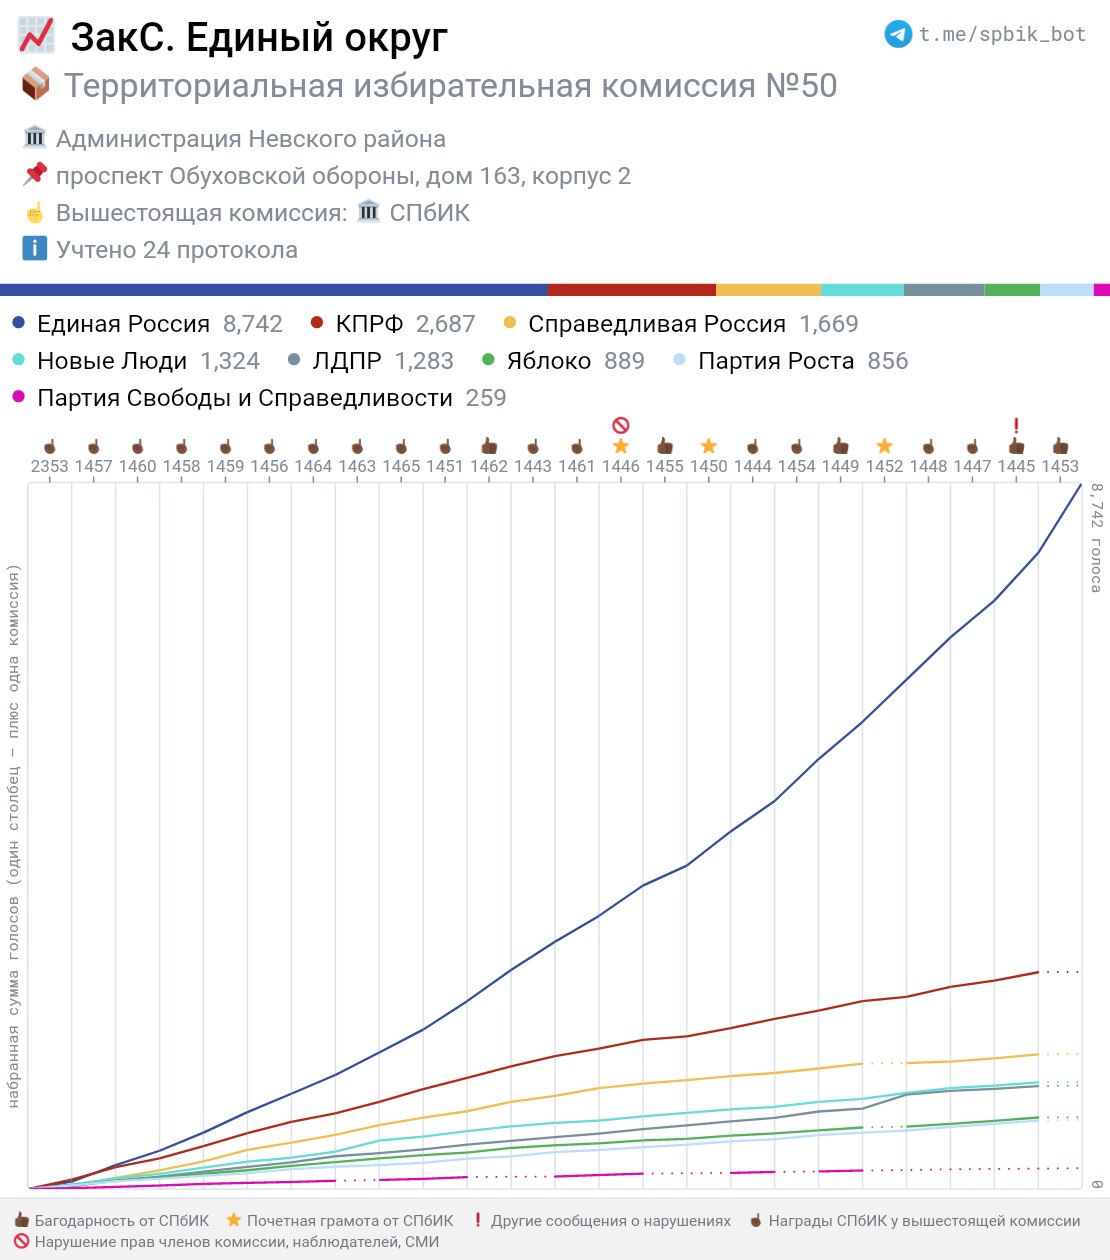 ЗакС. Единый округ
t.me/spbik_bot
Территориальная избирательная комиссия №50
Администрация Невского района
проспект Обуховской обороны, дом 163, корпус 2
Вышестоящая комиссия: СПбИК
Учтено 24 протокола
Единая Россия 8,742 КПРФ 2,687 Справедливая Россия 1,669
Новые Люди 1,324 ЛДПР 1,283 Яблоко 889 Партия Роста 856
Партия Свободы и Справедливости 259
2353 1457 1460 1458 1459 1456 1464 1463 1465 1451 1462 1443 1461 1446 1455 1450 1444 1454 1449 1452 1448 1447 1445 1453
8,742 голоса
набранная сумма голосов (один столбец – плюс одна комиссия)
0
Багодарность от СПбИК Почетная грамота от СПбИК Другие сообщения о нарушениях Награды СПбИК у вышестоящей комиссии
Нарушение прав членов комиссии, наблюдателей, СМИ